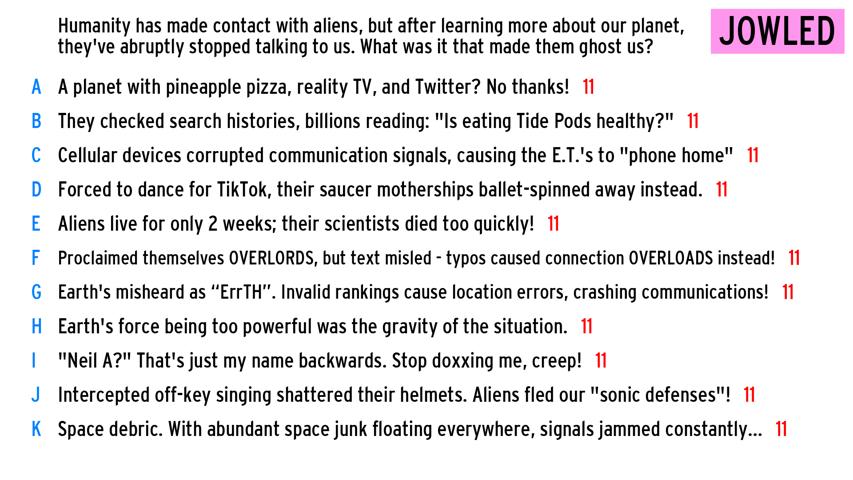 Humanity has made contact with aliens, but after learning more about our planet,
they've abruptly stopped talking to us. What was it that made them ghost us?
JOWLED
A A planet with pineapple pizza, reality TV, and Twitter? No thanks! 11
B They checked search histories, billions reading: "Is eating Tide Pods healthy?" 11
C Cellular devices corrupted communication signals, causing the E.T.'s to "phone home" 11
D Forced to dance for TikTok, their saucer motherships ballet-spinned away instead. 11
E Aliens live for only 2 weeks; their scientists died too quickly! 11
F Proclaimed themselves OVERLORDS, but text misled - typos caused connection OVERLOADS instead! 11
G Earth's misheard as “ErrTH”. Invalid rankings cause location errors, crashing communications! 11
H Earth's force being too powerful was the gravity of the situation. 11
I "Neil A?" That's just my name backwards. Stop doxxing me, creep! 11
J Intercepted off-key singing shattered their helmets. Aliens fled our "sonic defenses"! 11
K Space debric. With abundant space junk floating everywhere, signals jammed constantly... 11